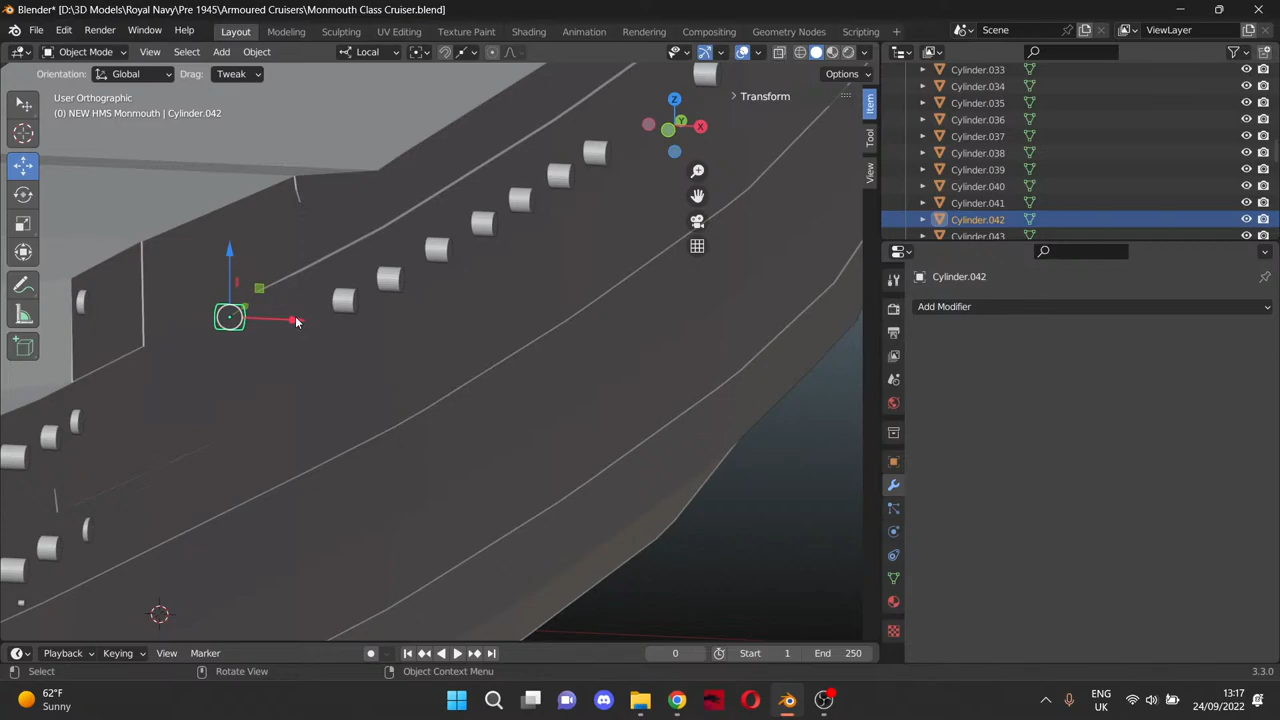 Blender* [D:\3D Models\Royal Navy\Pre 1945\Armoured Cruisers\Monmouth Class Cruiser.blend]
File Edit Render Window Help Layout Modeling Sculpting UV Editing Texture Paint Shading Animation Rendering Compositing Geometry Nodes Scripting Scene ViewLayer
Object Mode View Select Add Object Local
Orientation: Global Drag: Tweak Options
User Orthographic
(0) NEW HMS Monmouth | Cylinder.042
Transform
Z
Y
X
Item
Tool
View
Cylinder.033
Cylinder.034
Cylinder.035
Cylinder.036
Cylinder.037
Cylinder.038
Cylinder.039
Cylinder.040
Cylinder.041
Cylinder.042
Cylinder.043
Cylinder.042
Add Modifier
Playback Keying View Marker 0 Start 1 End 250
Select Rotate View Object Context Menu 3.3.0
62°F
Sunny
ENG
UK
13:17
24/09/2022